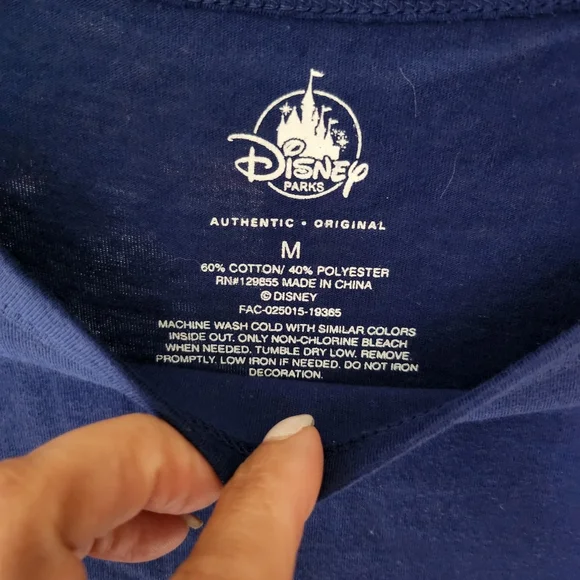 Disney
PARKS
AUTHENTIC • ORIGINAL
M
60% COTTON/ 40% POLYESTER
RN#129855 MADE IN CHINA
© DISNEY
FAC-025015-19365
MACHINE WASH COLD WITH SIMILAR COLORS
INSIDE OUT. ONLY NON-CHLORINE BLEACH
WHEN NEEDED. TUMBLE DRY LOW. REMOVE
PROMPTLY. LOW IRON IF NEEDED. DO NOT IRON
DECORATION.